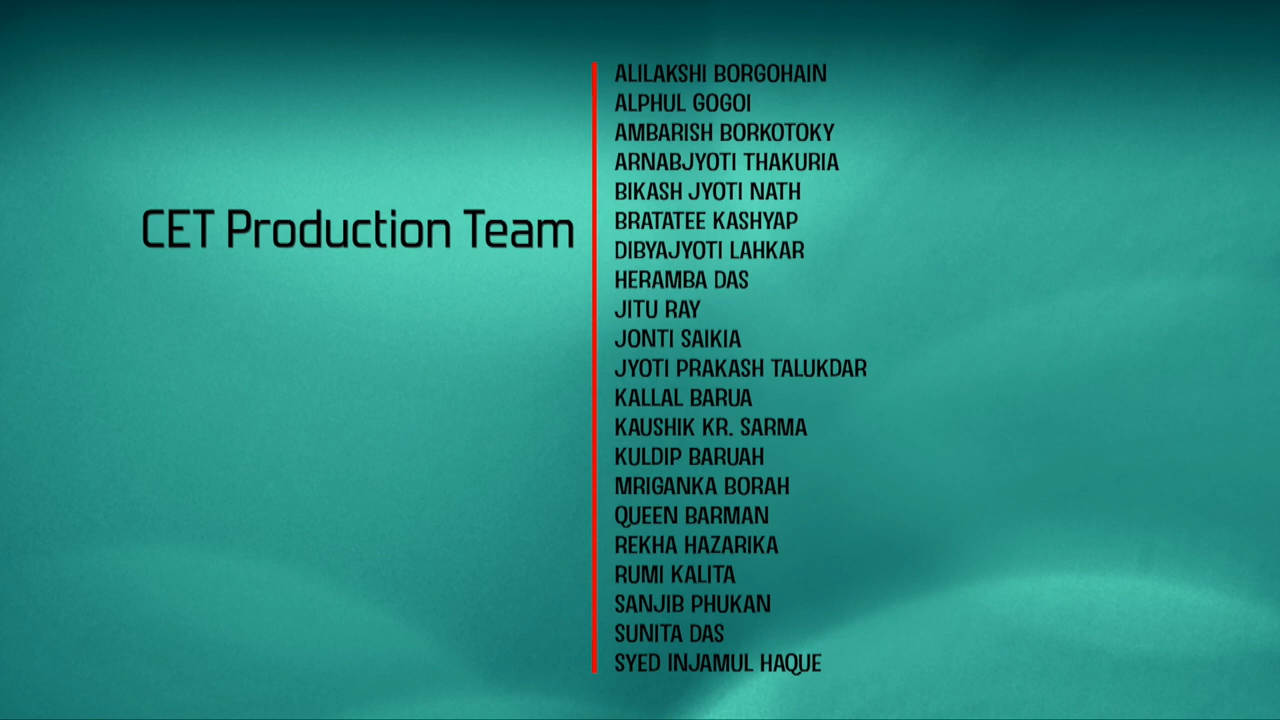 CET Production Team
ALILAKSHI BORGOHAIN
ALPHUL GOGOI
AMBARISH BORKOTOKY
ARNABJYOTI THAKURIA
BIKASH JYOTI NATH
BRATATEE KASHYAP
DIBYAJYOTI LAHKAR
HERAMBA DAS
JITU RAY
JONTI SAIKIA
JYOTI PRAKASH TALUKDAR
KALLAL BARUA
KAUSHIK KR. SARMA
KULDIP BARUAH
MRIGANKA BORAH
QUEEN BARMAN
REKHA HAZARIKA
RUMI KALITA
SANJIB PHUKAN
SUNITA DAS
SYED INJAMUL HAQUE